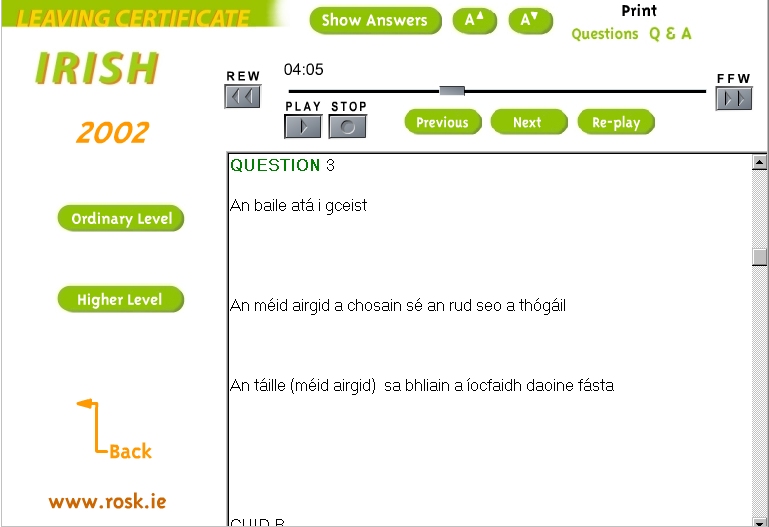 LEAVING CERTIFICATE
Show Answers
A
A
Print
Questions Q & A
IRISH
2002
REW
04:05
FFW
PLAY STOP
Previous
Next
Re-play
QUESTION 3
An baile atá i gceist
Ordinary Level
Higher Level
An méid airgid a chosain sé an rud seo a thógáil
An táille (méid airgid) sa bhliain a íocfaidh daoine fásta
Back
www.rosk.ie
CUID B